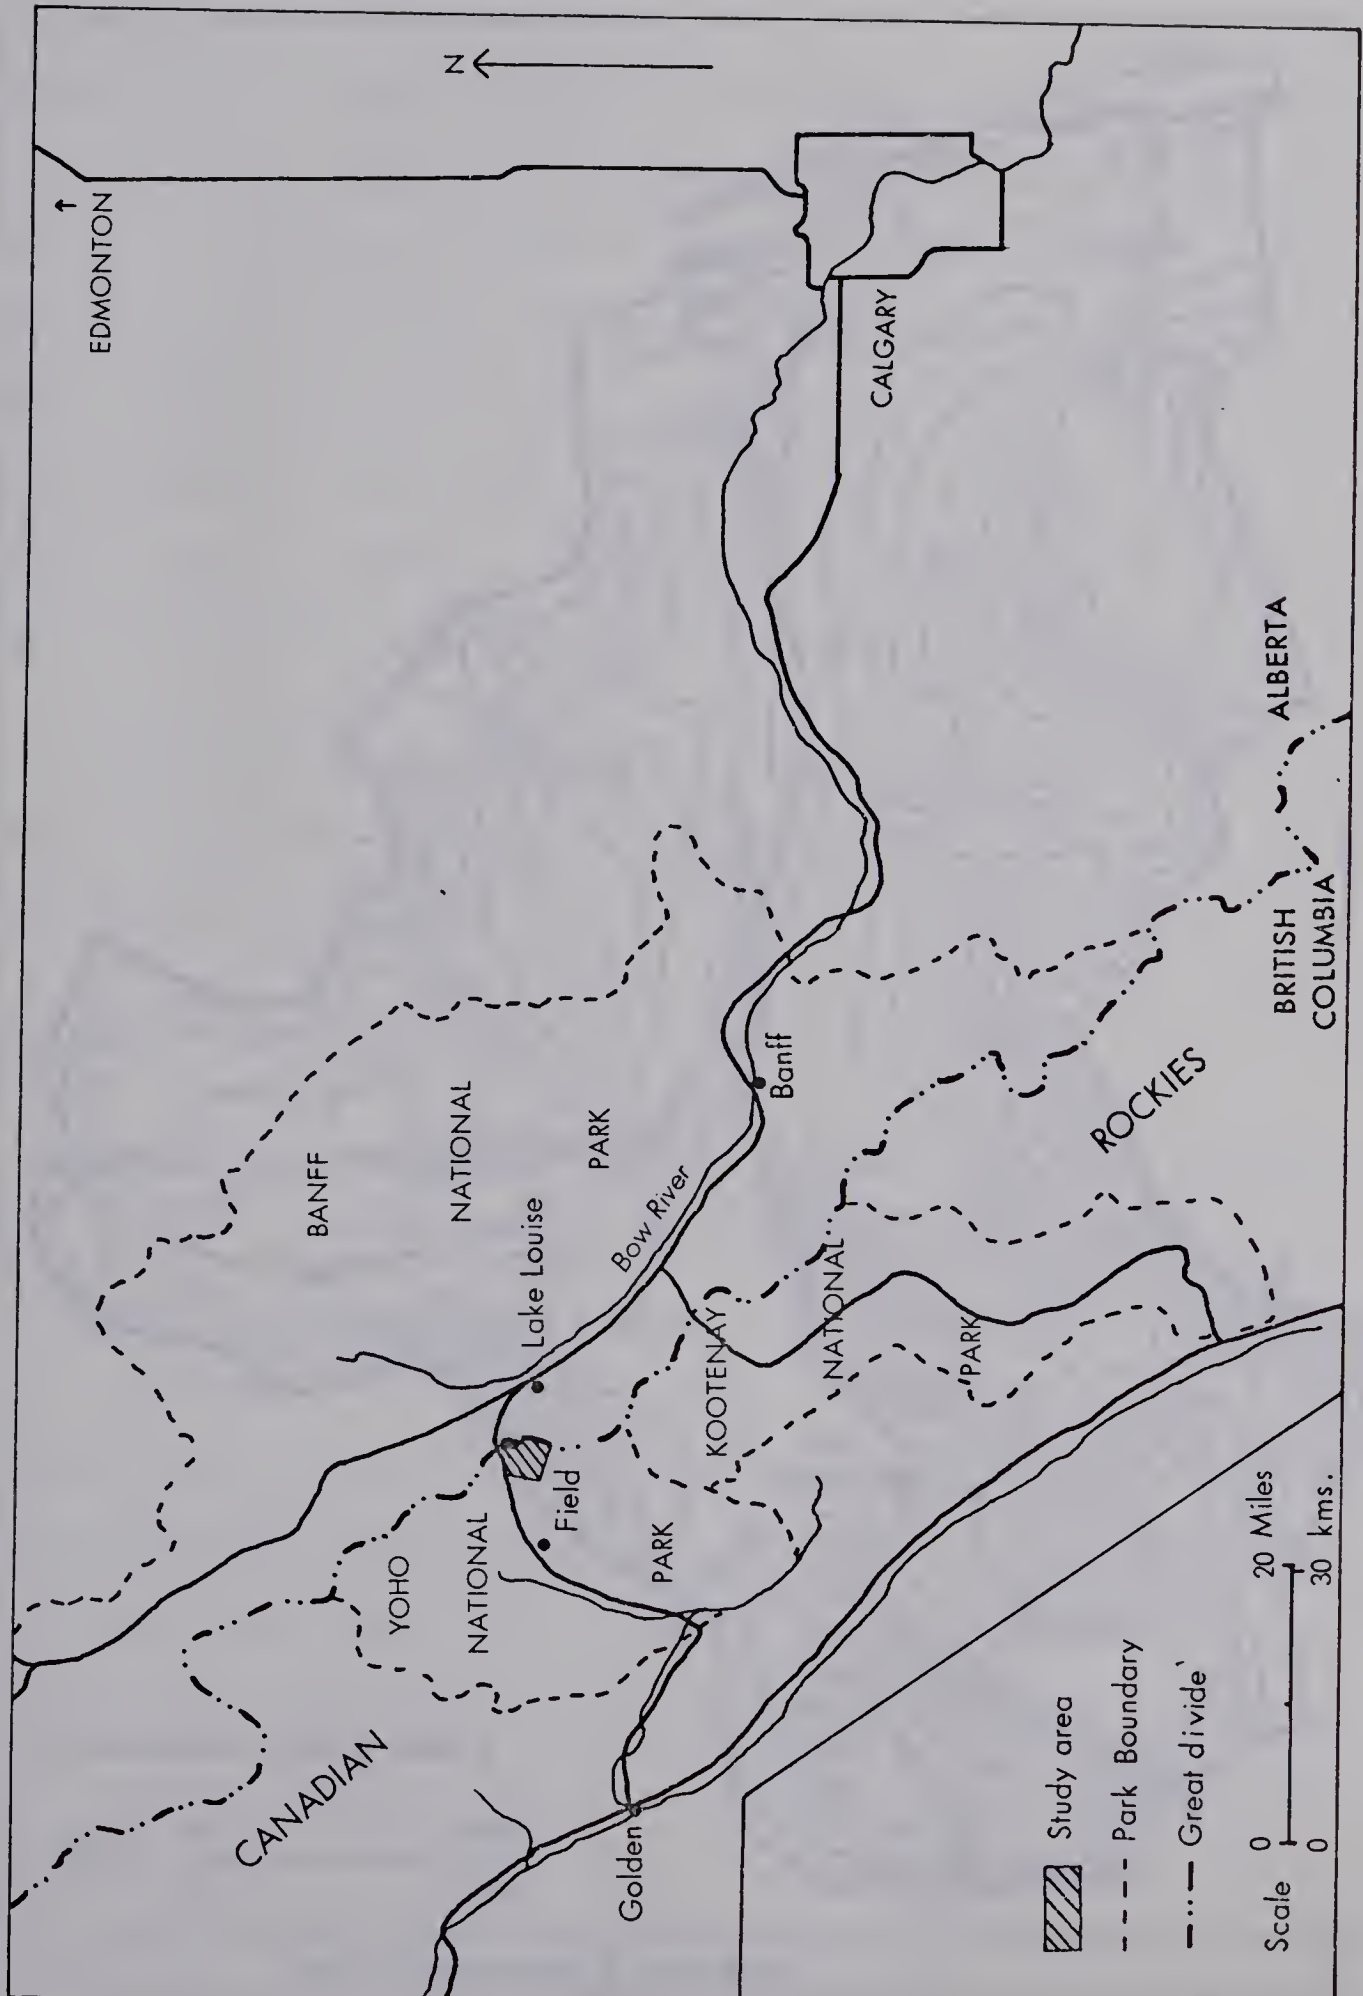 N
EDMONTON
CALGARY
ALBERTA
BRITISH
COLUMBIA
BANFF
NATIONAL
PARK
Lake Louise
Bow River
Banff
ROCKIES
KOOTENAY
NATIONAL
PARK
YOHO
NATIONAL
PARK
Field
CANADIAN
Golden
Study area
Park Boundary
Great divide
Scale
0 20 Miles
0 30 kms.